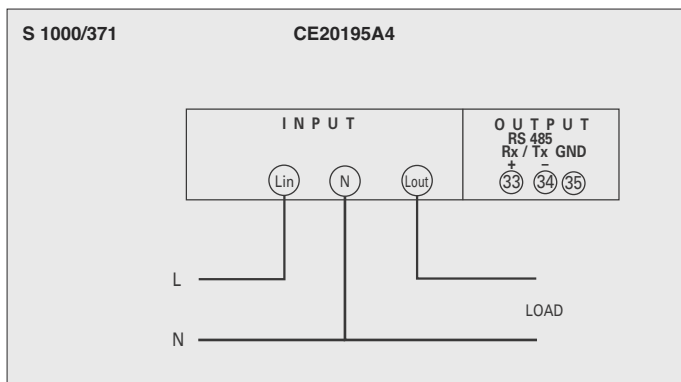 S 1000/371 CE20195A4
INPUT OUTPUT
RS 485
Rx / Tx GND
+ –
Lin N Lout 33 34 35
L
LOAD
N